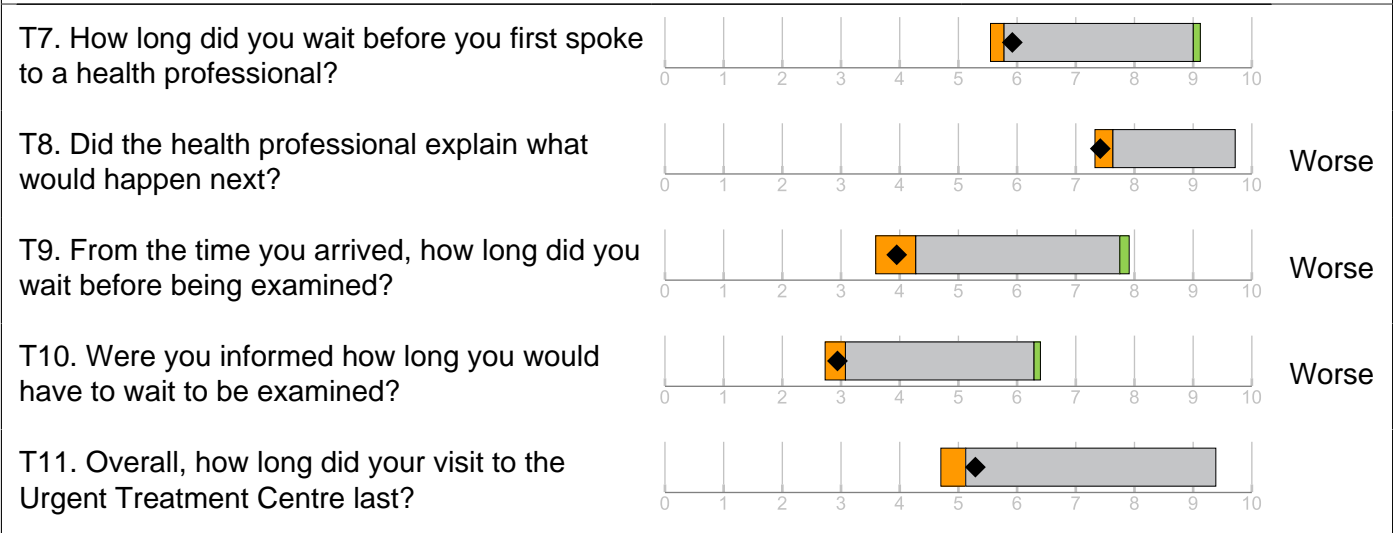 T7. How long did you wait before you first spoke
to a health professional?
0 1 2 3 4 5 6 7 8 9 10
T8. Did the health professional explain what
would happen next?
0 1 2 3 4 5 6 7 8 9 10
Worse
T9. From the time you arrived, how long did you
wait before being examined?
0 1 2 3 4 5 6 7 8 9 10
Worse
T10. Were you informed how long you would
have to wait to be examined?
0 1 2 3 4 5 6 7 8 9 10
Worse
T11. Overall, how long did your visit to the
Urgent Treatment Centre last?
0 1 2 3 4 5 6 7 8 9 10